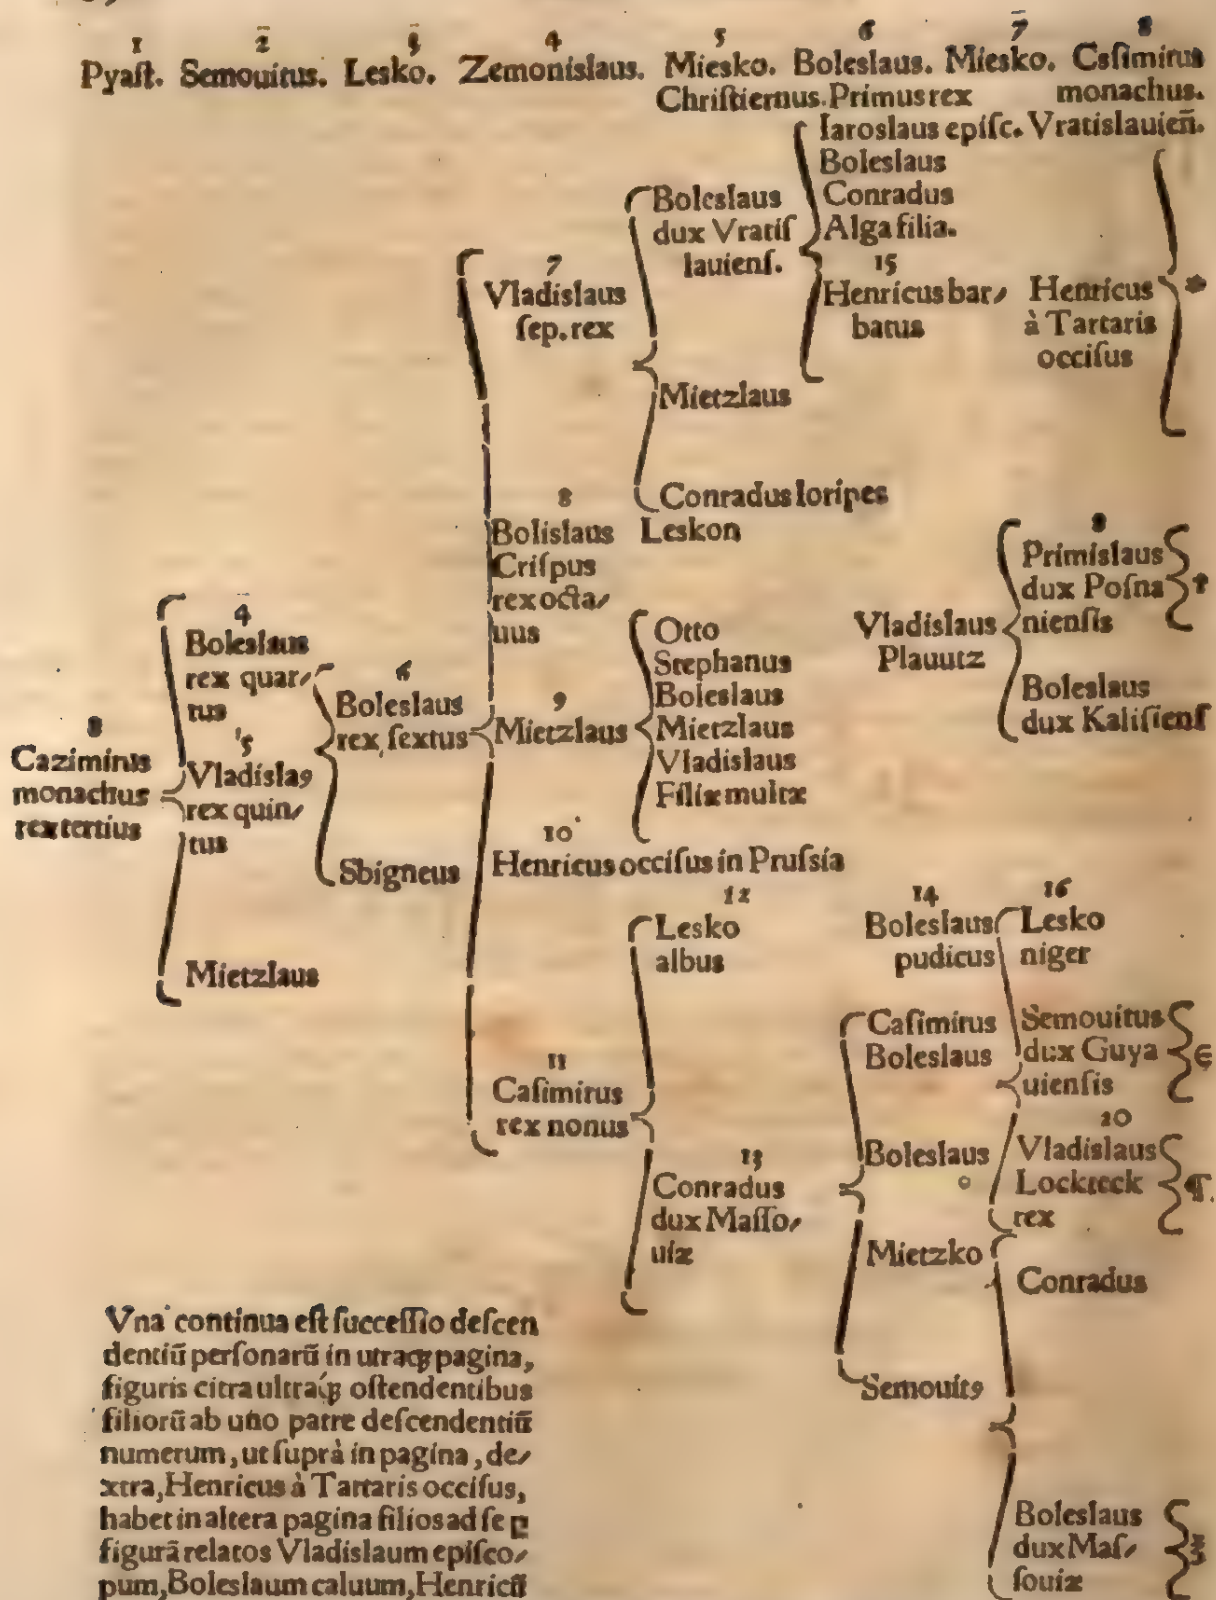 1 2̄ 3̄ 4 5 6̄ 7̄ 8
Pyaſt. Semouitus. Lesko. Zemonislaus. Miesko. Boleslaus. Miesko. Caſimirus
Chriſtiernus. Primus rex monachus.
Iaroslaus epiſc. Vratislauien̄.
Boleslaus
Conradus
Alga filia.
15
Henricus bar⸗
batus
Henricus
à Tartaris
occiſus
Boleslaus
dux Vratiſ
lauienſ.
Mietzlaus
Conradus loripes
7
Vladislaus
ſep. rex
8
Bolislaus Leskon
Criſpus
rex octa⸗
uus
9
Mietzlaus
Otto
Stephanus
Boleslaus
Mietzlaus
Vladislaus
Filiæ multæ
Vladislaus
Plauutz
9
Primislaus
dux Poſna
nienſis
Boleslaus
dux Kaliſienſ
10
Henricus occiſus in Pruſsia
8
Caziminis
monachus
rex tertius
4̄
Boleslaus
rex quar⸗
tus
5
Vladislaꝰ
rex quin⸗
tus
Mietzlaus
6
Boleslaus
rex ſextus
Sbigneus
11
Caſimirus
rex nonus
12
Lesko
albus
13
Conradus
dux Maſſo⸗
uiæ
14
Boleslaus
pudicus
Caſimirus
Boleslaus
Boleslaus
Mietzko
Semouitꝰ
16
Lesko
niger
Semouitus
dux Guya
uienſis
20
Vladislaus
Lockteck
rex
Conradus
Boleslaus
dux Maſ⸗
ſouiæ
Vna continua eſt ſucceſſio deſcen
dentiū perſonarū in utraqꝫ pagina,
figuris citra ultraq́ꝫ oſtendentibus
filiorū ab uno patre deſcendentiū
numerum, ut ſuprà in pagina, de⸗
xtra, Henricus à Tartaris occiſus,
habet in altera pagina filios ad ſe
figurā relatos Vladislaum epiſco⸗
pum, Boleslaum caluum, Henricū